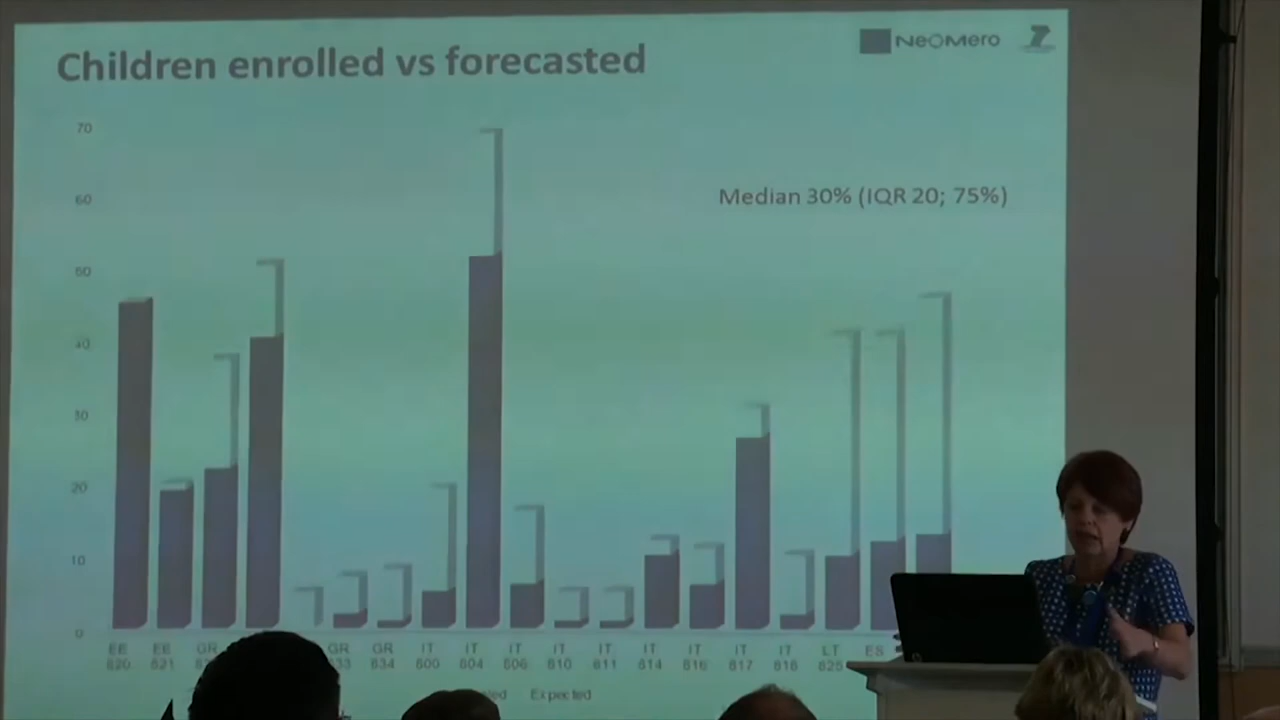 Children enrolled vs forecasted
NeOMero
7
Median 30% (IQR 20; 75%)
70
60
50
40
30
20
10
0
EE EE GR GR GR IT IT IT IT IT IT IT IT IT LT ES
820 821 834 800 804 806 810 811 814 816 817 818 825
Expected